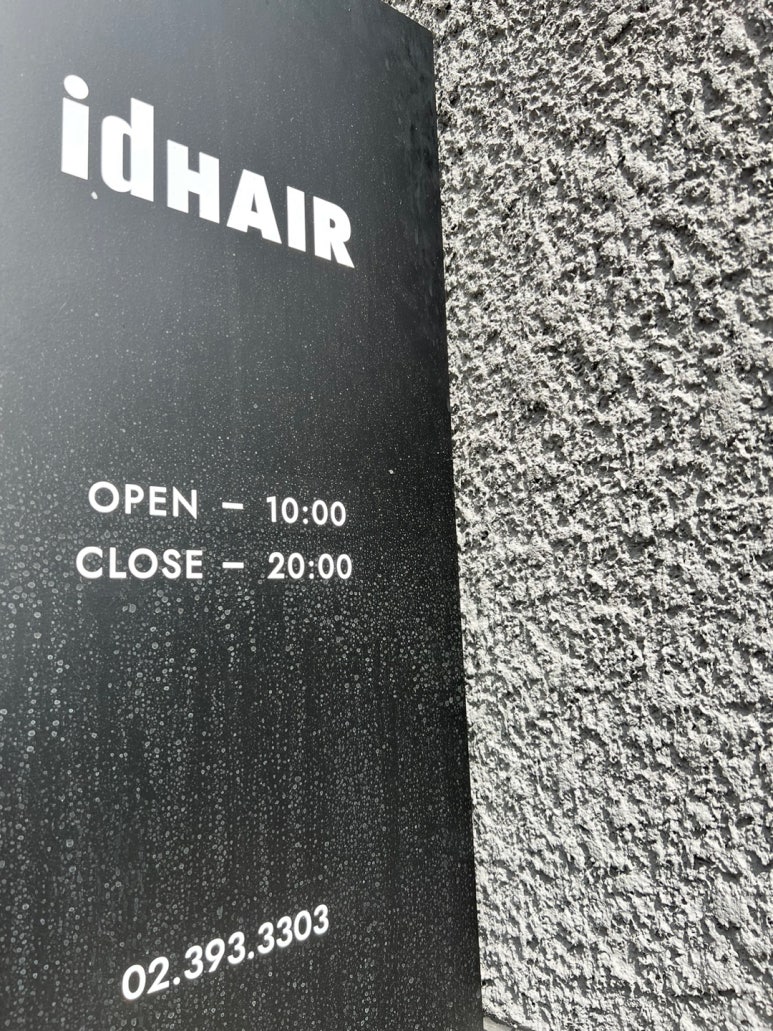 idHAIR
OPEN – 10:00
CLOSE – 20:00
02.393.3303